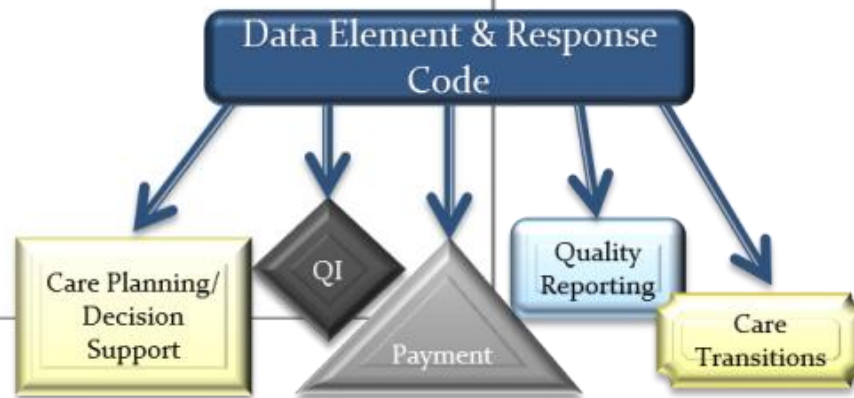 Data Element & Response
Code
Care Planning/
Decision
Support
QI
Payment
Quality
Reporting
Care
Transitions